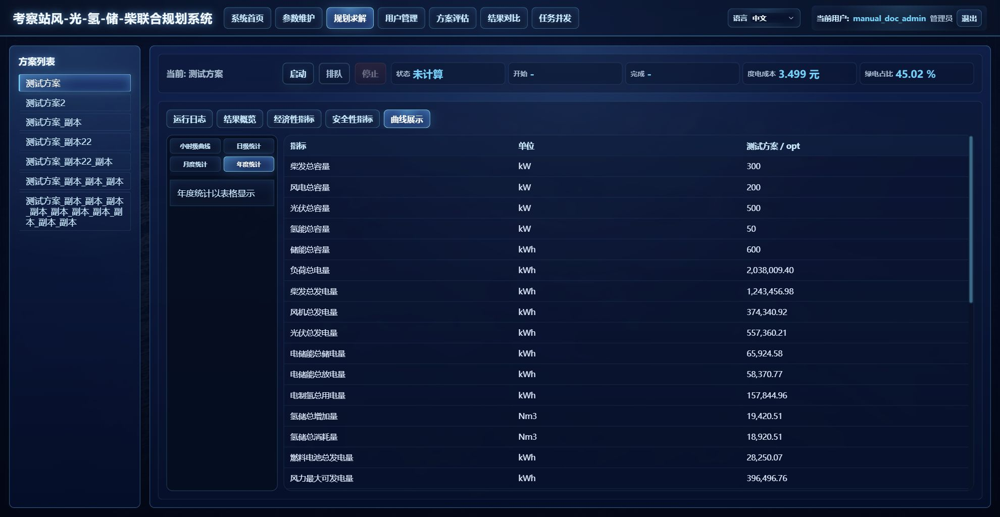 考察站风-光-氢-储-柴联合规划系统
系统首页 参数维护 规划求解 用户管理 方案评估 结果对比 任务并发
语言 中文
当前用户: manual_doc_admin 管理员 退出
方案列表
测试方案
测试方案2
测试方案_副本
测试方案_副本22
测试方案_副本22_副本
测试方案_副本_副本_副本
测试方案_副本_副本_副本
_副本_副本_副本_副本_副
本_副本_副本
当前: 测试方案
启动 排队 停止
状态 未计算
开始 -
完成 -
度电成本 3.499 元
绿电占比 45.02 %
运行日志 结果概览 经济性指标 安全性指标 曲线展示
小时级曲线 日级统计
月度统计 年度统计
年度统计以表格显示
指标 单位 测试方案 / opt
柴发总容量 kW 300
风电总容量 kW 200
光伏总容量 kW 500
氢能总容量 kW 50
储能总容量 kWh 600
负荷总电量 kWh 2,038,009.40
柴发总发电量 kWh 1,243,456.98
风机总发电量 kWh 374,340.92
光伏总发电量 kWh 557,360.21
电储能总储电量 kWh 65,924.58
电储能总放电量 kWh 58,370.77
电制氢总用电量 kWh 157,844.96
氢储总增加量 Nm3 19,420.51
氢储总消耗量 Nm3 18,920.51
燃料电池总发电量 kWh 28,250.07
风力最大可发电量 kWh 396,496.76